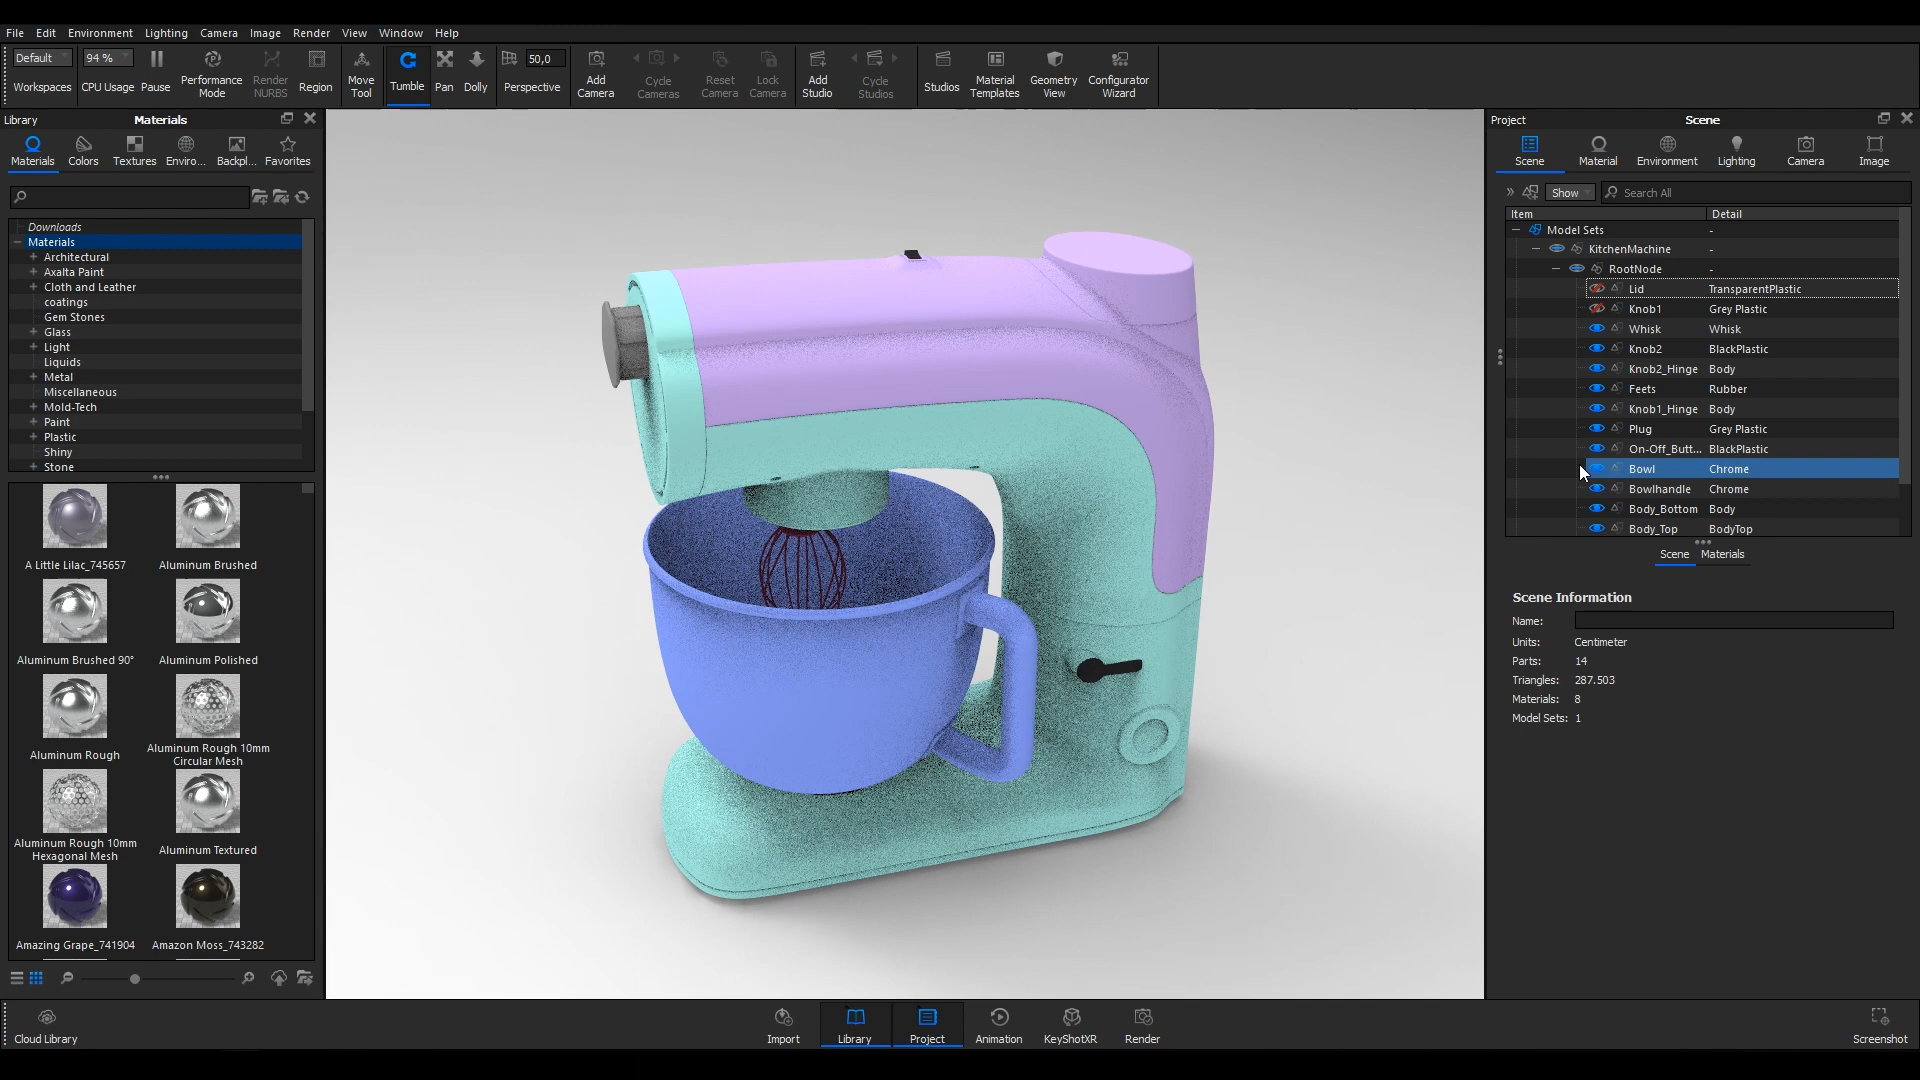 File Edit Environment Lighting Camera Image Render View Window Help
Default 94 % 50,0
Workspaces CPU Usage Pause Performance Mode Render NURBS Region Move Tool Tumble Pan Dolly Perspective Add Camera Cycle Cameras Reset Camera Lock Camera Add Studio Cycle Studios Studios Material Templates Geometry View Configurator Wizard
Library Materials
Materials Colors Textures Enviro... Backpl... Favorites
Downloads
Materials
Architectural
Axalta Paint
Cloth and Leather
coatings
Gem Stones
Glass
Light
Liquids
Metal
Miscellaneous
Mold-Tech
Paint
Plastic
Shiny
Stone
A Little Lilac_745657 Aluminum Brushed
Aluminum Brushed 90° Aluminum Polished
Aluminum Rough Aluminum Rough 10mm Circular Mesh
Aluminum Rough 10mm Hexagonal Mesh Aluminum Textured
Amazing Grape_741904 Amazon Moss_743282
Project Scene
Scene Material Environment Lighting Camera Image
Show Search All
Item Detail
Model Sets -
KitchenMachine -
RootNode -
Lid TransparentPlastic
Knob1 Grey Plastic
Whisk Whisk
Knob2 BlackPlastic
Knob2_Hinge Body
Feets Rubber
Knob1_Hinge Body
Plug Grey Plastic
On-Off_Butt... BlackPlastic
Bowl Chrome
Bowlhandle Chrome
Body_Bottom Body
Body_Top BodyTop
Scene Materials
Scene Information
Name:
Units: Centimeter
Parts: 14
Triangles: 287.503
Materials: 8
Model Sets: 1
Cloud Library Import Library Project Animation KeyShotXR Render Screenshot